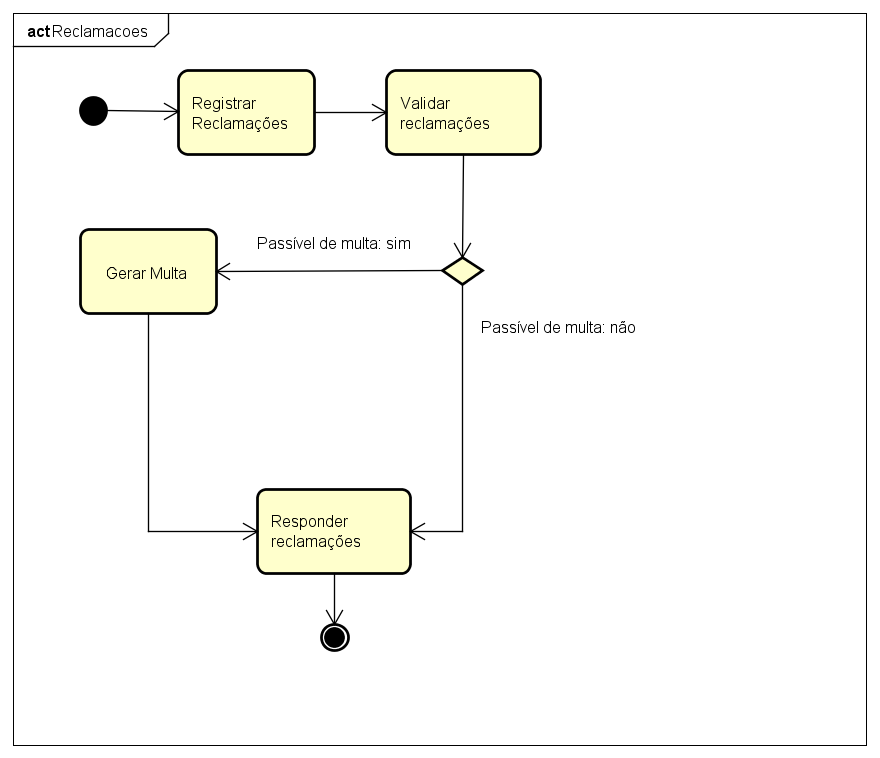 act Reclamacoes
Registrar
Reclamações
Validar
reclamações
Passível de multa: sim
Gerar Multa
Passível de multa: não
Responder
reclamações